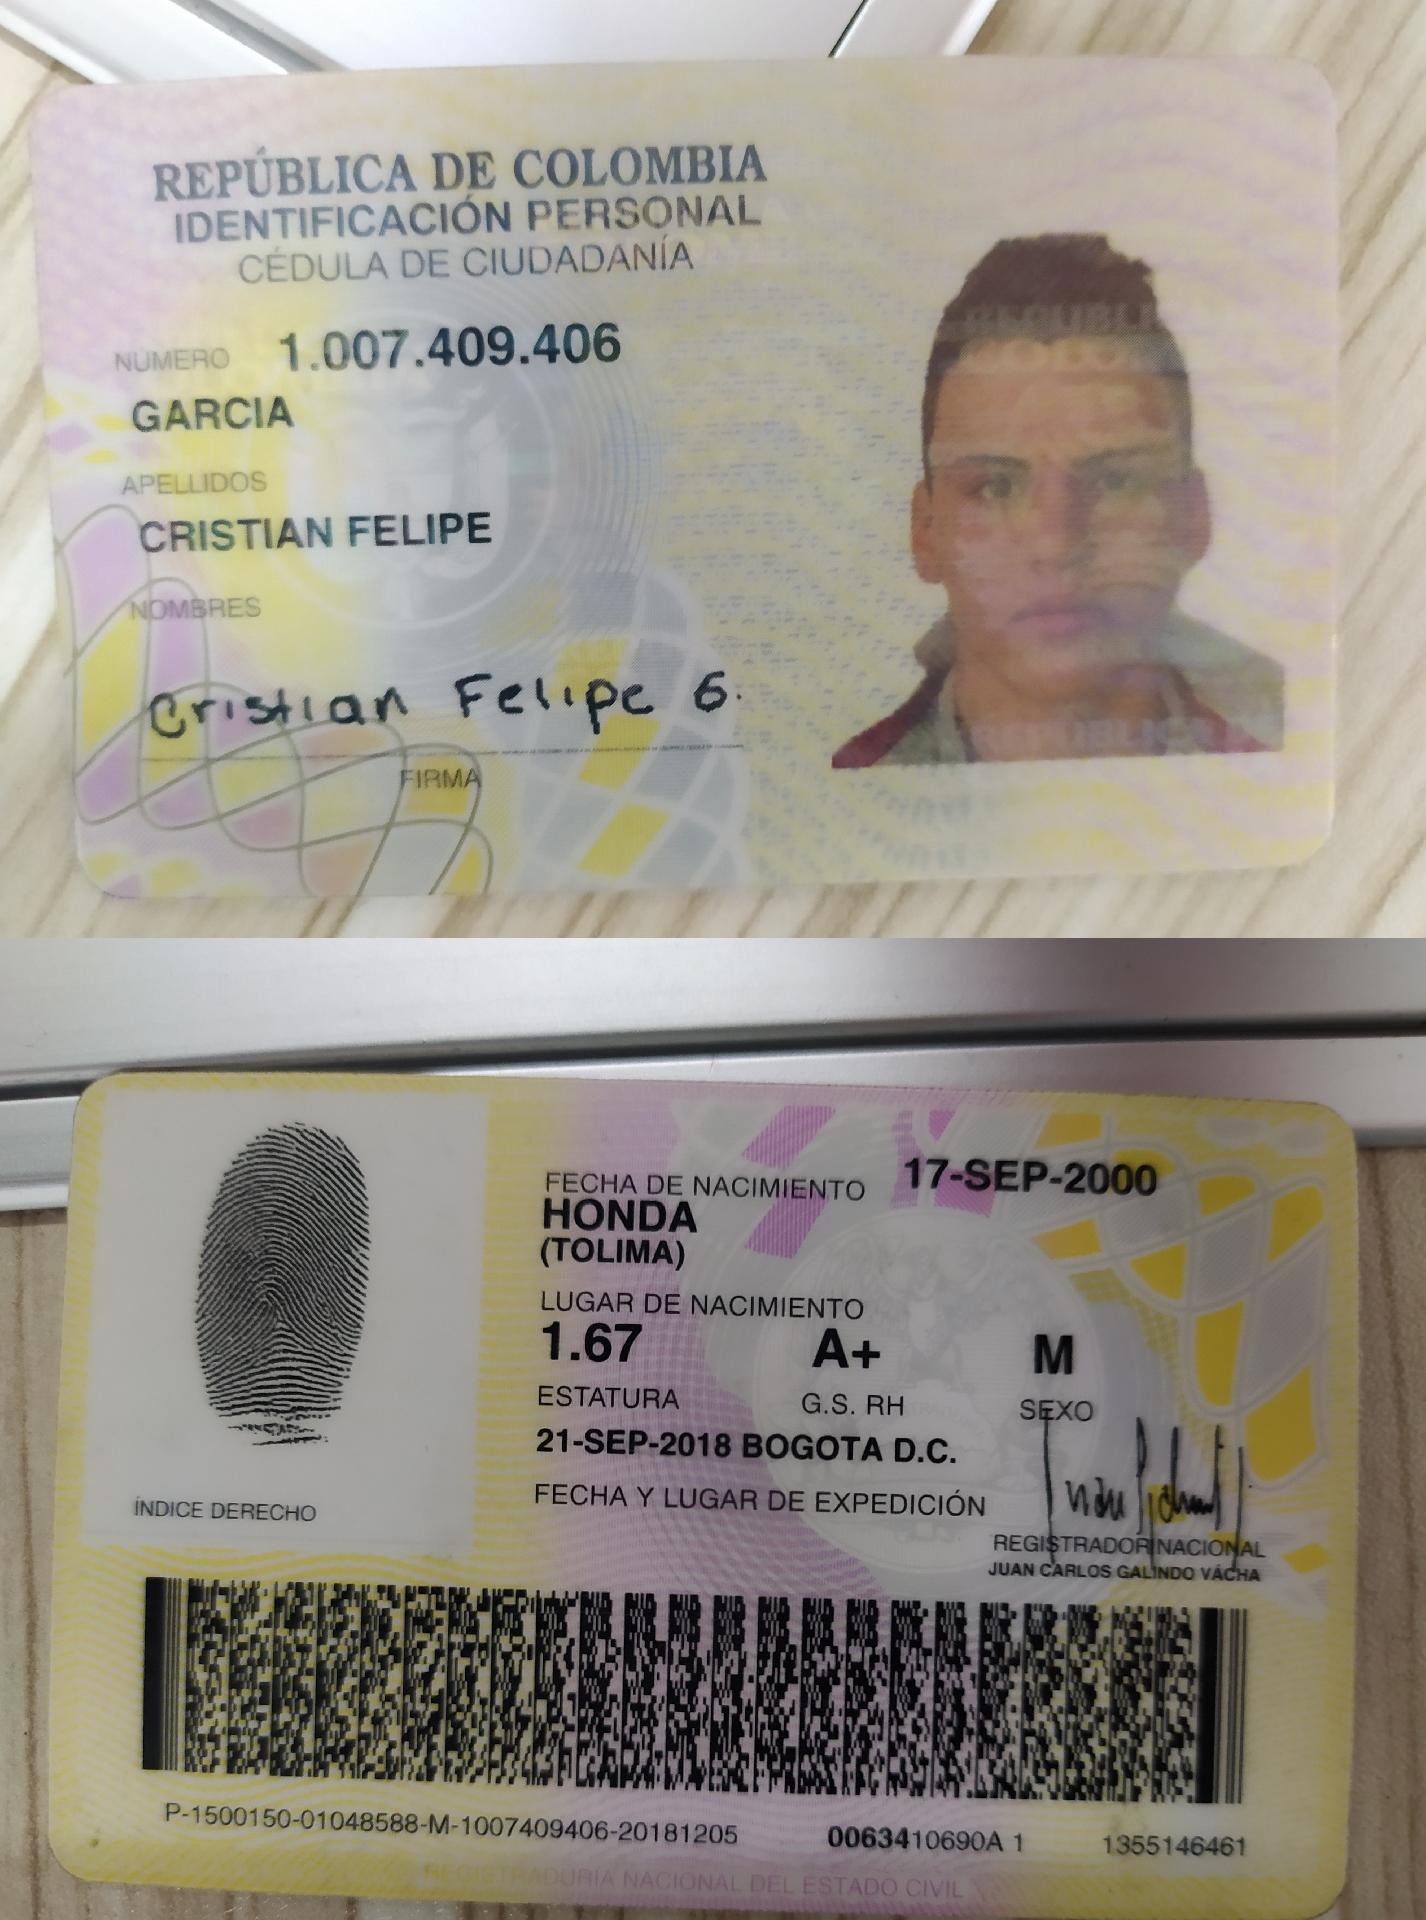 REPÚBLICA DE COLOMBIA
IDENTIFICACIÓN PERSONAL
CÉDULA DE CIUDADANÍA
NÚMERO 1.007.409.406
GARCIA
APELLIDOS
CRISTIAN FELIPE
NOMBRES
Cristian Felipe G.
FIRMA
FECHA DE NACIMIENTO 17-SEP-2000
HONDA
(TOLIMA)
LUGAR DE NACIMIENTO
1.67 A+ M
ESTATURA G.S. RH SEXO
21-SEP-2018 BOGOTA D.C.
FECHA Y LUGAR DE EXPEDICIÓN
REGISTRADOR NACIONAL
JUAN CARLOS GALINDO VÁCHA
ÍNDICE DERECHO
P-1500150-01048588-M-1007409406-20181205 0063410690A 1 1355146461
REGISTRADURIA NACIONAL DEL ESTADO CIVIL